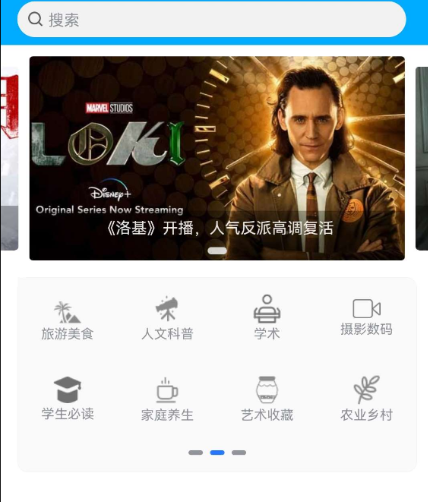 搜索
MARVEL STUDIOS
LOKI
Disney+
Original Series Now Streaming
《洛基》开播，人气反派高调复活
旅游美食
人文科普
学术
摄影数码
学生必读
家庭养生
艺术收藏
农业乡村